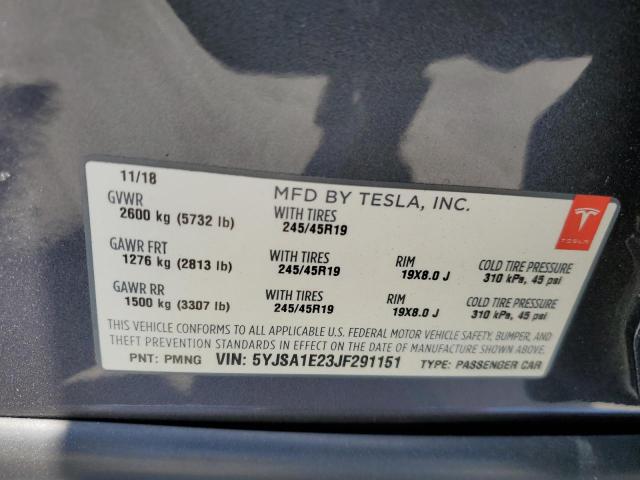 11/18 MFD BY TESLA, INC.
GVWR
2600 kg (5732 lb) WITH TIRES
245/45R19
GAWR FRT
1276 kg (2813 lb) WITH TIRES
245/45R19 RIM
19X8.0 J COLD TIRE PRESSURE
310 kPa, 45 psi
GAWR RR
1500 kg (3307 lb) WITH TIRES
245/45R19 RIM
19X8.0 J COLD TIRE PRESSURE
310 kPa, 45 psi
TESLA
THIS VEHICLE CONFORMS TO ALL APPLICABLE U.S. FEDERAL MOTOR VEHICLE SAFETY, BUMPER, AND
THEFT PREVENTION STANDARDS IN EFFECT ON THE DATE OF MANUFACTURE SHOWN ABOVE.
PNT: PMNG VIN: 5YJSA1E23JF291151 TYPE: PASSENGER CAR